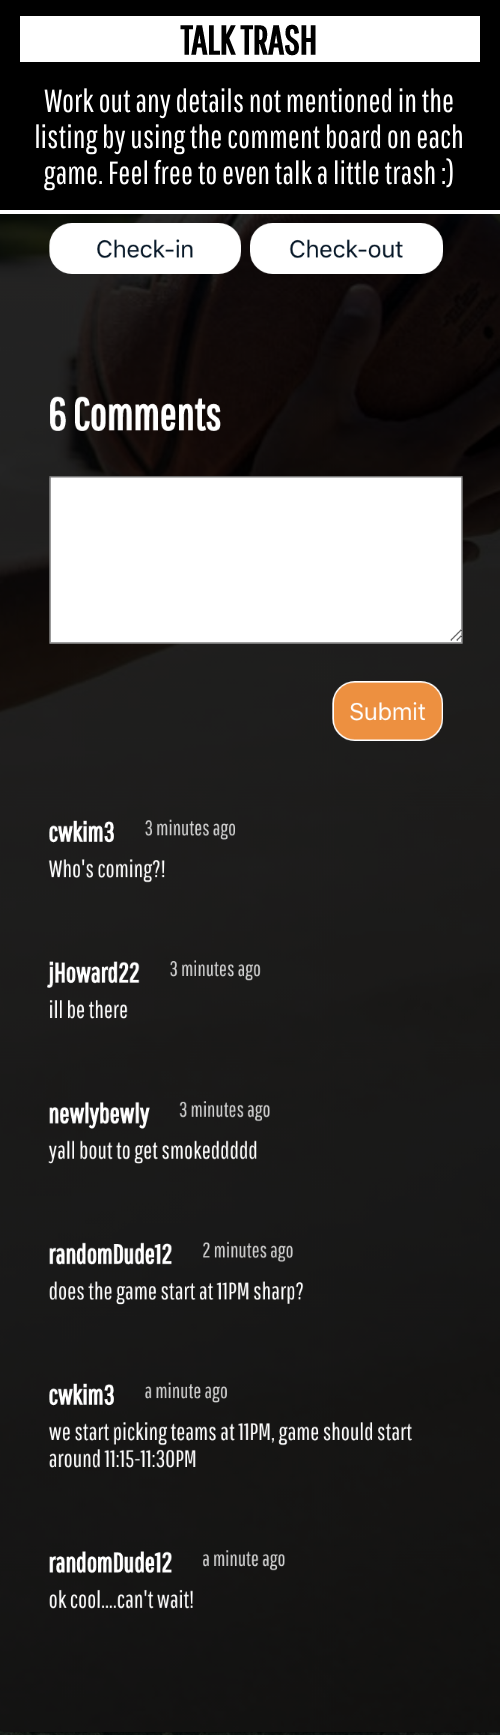 TALK TRASH
Work out any details not mentioned in the
listing by using the comment board on each
game. Feel free to even talk a little trash :)
Check-in Check-out
6 Comments
Submit
cwkim3 3 minutes ago
Who's coming?!
jHoward22 3 minutes ago
ill be there
newlybewly 3 minutes ago
yall bout to get smokeddddd
randomDude12 2 minutes ago
does the game start at 11PM sharp?
cwkim3 a minute ago
we start picking teams at 11PM, game should start
around 11:15-11:30PM
randomDude12 a minute ago
ok cool....can't wait!